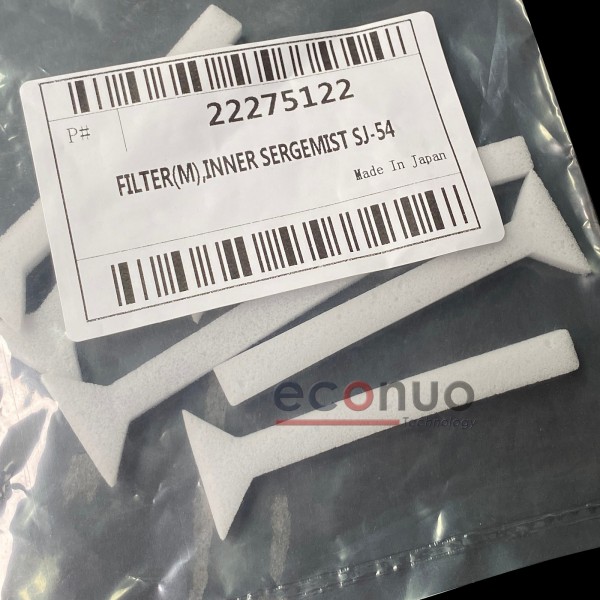 P# 22275122
FILTER(M),INNER SERGEMIST SJ-54
Made In Japan
econuo
Technology